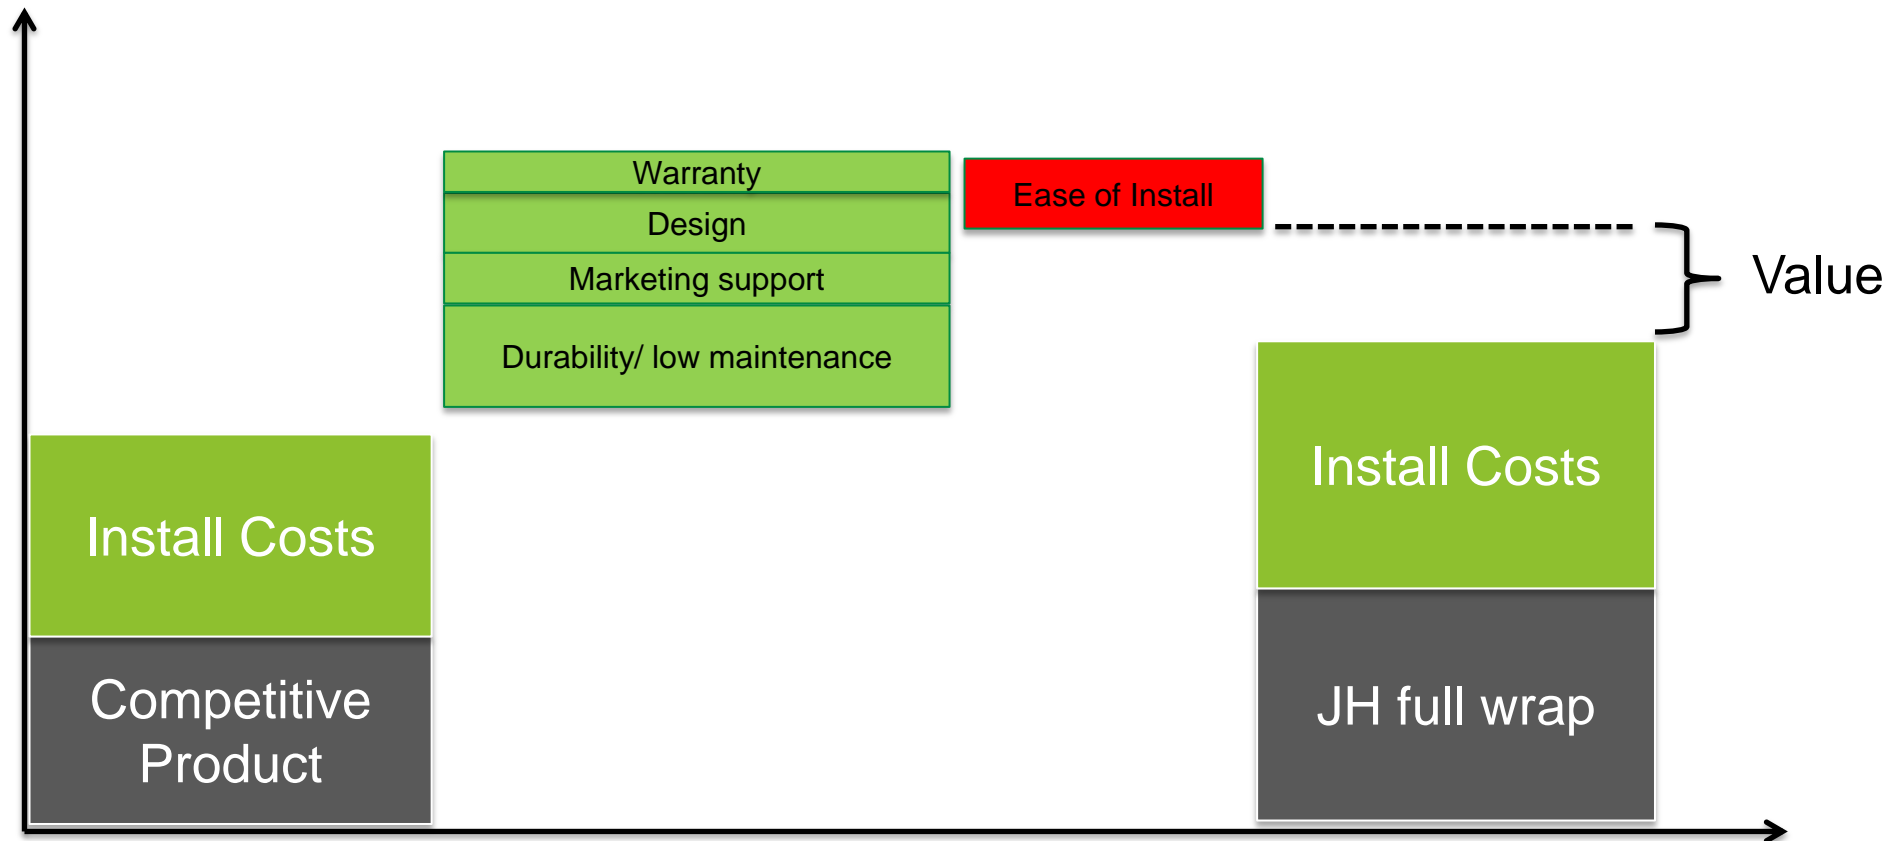 Warranty
Design
Marketing support
Durability/ low maintenance
Ease of Install
Value
Install Costs
Competitive
Product
Install Costs
JH full wrap